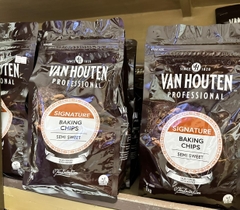 VAN HOUTEN
PROFESSIONAL
SIGNATURE
BAKING
CHIPS
SEMI SWEET
VAN HOUTEN
PROFESSIONAL
SIGNATURE
BAKING
CHIPS
SEMI SWEET